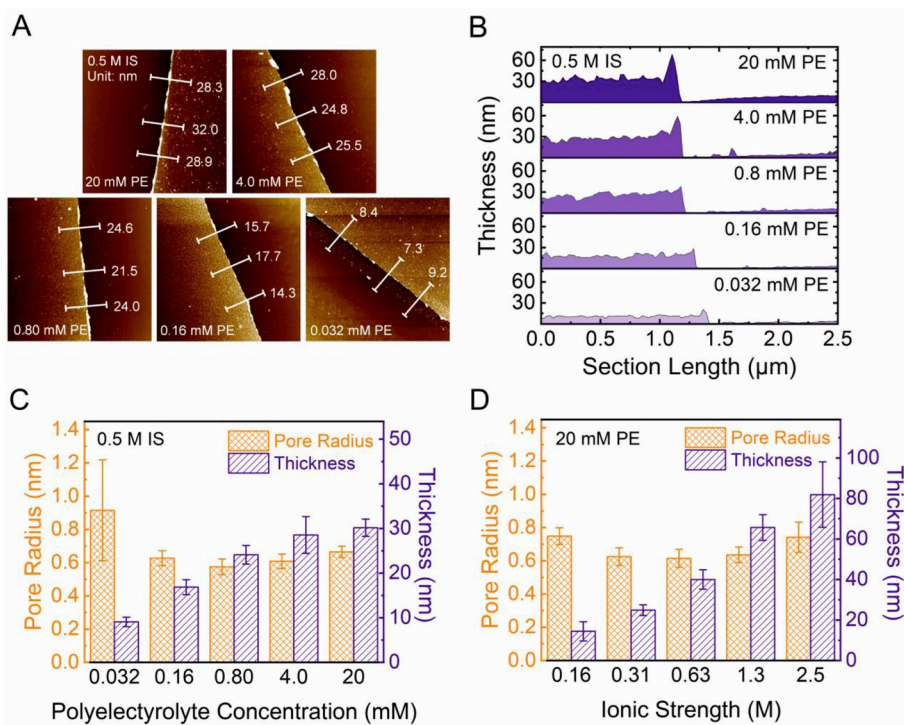 A
0.5 M IS
Unit: nm
28.3
32.0
28.9
20 mM PE
28.0
24.8
25.5
4.0 mM PE
24.6
21.5
24.0
0.80 mM PE
15.7
17.7
14.3
0.16 mM PE
8.4
7.3
9.2
0.032 mM PE
B
Thickness (nm)
60
30
0.5 M IS
20 mM PE
60
30
4.0 mM PE
60
30
0.8 mM PE
60
30
0.16 mM PE
60
30
0.032 mM PE
0.0 0.5 1.0 1.5 2.0 2.5
Section Length (μm)
C
0.5 M IS
Pore Radius
Thickness
Pore Radius (nm)
1.4
1.2
1.0
0.8
0.6
0.4
0.2
0.0
Thickness (nm)
50
40
30
20
10
0
0.032 0.16 0.80 4.0 20
Polyelectyrolyte Concentration (mM)
D
20 mM PE
Pore Radius
Thickness
Pore Radius (nm)
1.4
1.2
1.0
0.8
0.6
0.4
0.2
0.0
Thickness (nm)
100
80
60
40
20
0
0.16 0.31 0.63 1.3 2.5
Ionic Strength (M)